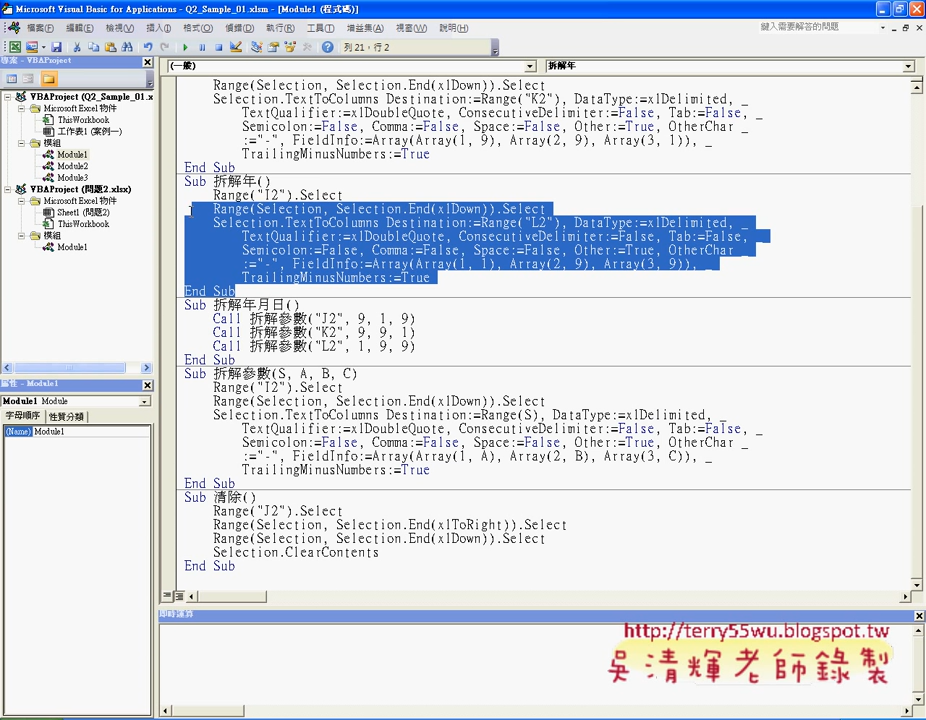 Microsoft Visual Basic for Applications - Q2_Sample_01.xlsm - [Module1 (程式碼)]
檔案(F) 編輯(E) 檢視(V) 插入(I) 格式(O) 偵錯(D) 執行(R) 工具(T) 增益集(A) 視窗(W) 說明(H)
鍵入需要解答的問題
列 21, 行 2
專案 - VBAProject
VBAProject (Q2_Sample_01.x
Microsoft Excel 物件
ThisWorkbook
工作表1 (案例一)
模組
Module1
Module2
Module3
VBAProject (問題2.xlsx)
Microsoft Excel 物件
Sheet1 (問題2)
ThisWorkbook
模組
Module1
屬性 - Module1
Module1 Module
字母順序 性質分類
(Name) Module1
(一般) 拆解年
Range(Selection, Selection.End(xlDown)).Select
Selection.TextToColumns Destination:=Range("K2"), DataType:=xlDelimited, _
TextQualifier:=xlDoubleQuote, ConsecutiveDelimiter:=False, Tab:=False, _
Semicolon:=False, Comma:=False, Space:=False, Other:=True, OtherChar _
:="-", FieldInfo:=Array(Array(1, 9), Array(2, 9), Array(3, 1)), _
TrailingMinusNumbers:=True
End Sub
Sub 拆解年()
Range("I2").Select
Range(Selection, Selection.End(xlDown)).Select
Selection.TextToColumns Destination:=Range("L2"), DataType:=xlDelimited, _
TextQualifier:=xlDoubleQuote, ConsecutiveDelimiter:=False, Tab:=False, _
Semicolon:=False, Comma:=False, Space:=False, Other:=True, OtherChar _
:="-", FieldInfo:=Array(Array(1, 1), Array(2, 9), Array(3, 9)), _
TrailingMinusNumbers:=True
End Sub
Sub 拆解年月日()
Call 拆解參數("J2", 9, 1, 9)
Call 拆解參數("K2", 9, 9, 1)
Call 拆解參數("L2", 1, 9, 9)
End Sub
Sub 拆解參數(S, A, B, C)
Range("I2").Select
Range(Selection, Selection.End(xlDown)).Select
Selection.TextToColumns Destination:=Range(S), DataType:=xlDelimited, _
TextQualifier:=xlDoubleQuote, ConsecutiveDelimiter:=False, Tab:=False, _
Semicolon:=False, Comma:=False, Space:=False, Other:=True, OtherChar _
:="-", FieldInfo:=Array(Array(1, A), Array(2, B), Array(3, C)), _
TrailingMinusNumbers:=True
End Sub
Sub 清除()
Range("J2").Select
Range(Selection, Selection.End(xlToRight)).Select
Range(Selection, Selection.End(xlDown)).Select
Selection.ClearContents
End Sub
即時運算
http://terry55wu.blogspot.tw
吳清輝老師錄製